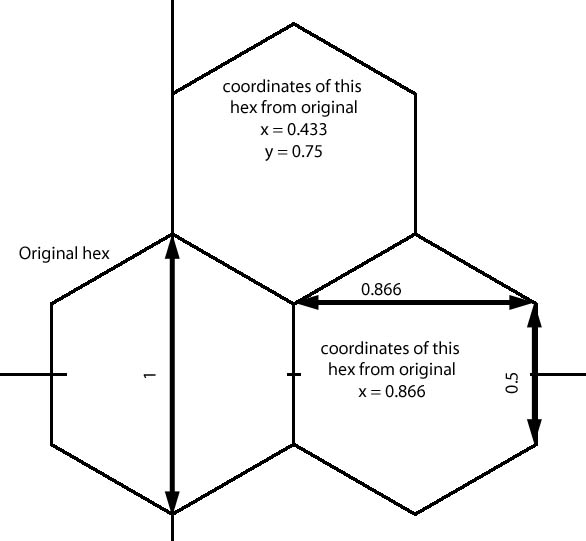 coordinates of this
hex from original
x = 0.433
y = 0.75
Original hex
0.866
1
coordinates of this
hex from original
x = 0.866
0.5